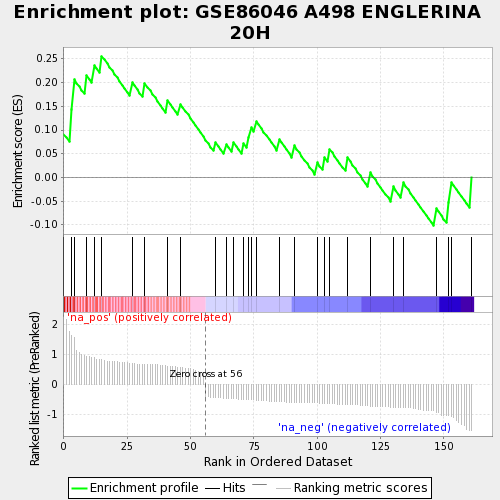 Enrichment plot: GSE86046 A498 ENGLERINA
20H
Enrichment score (ES)
0.25
0.20
0.15
0.10
0.05
0.00
-0.05
-0.10
'na_pos' (positively correlated)
Ranked list metric (PreRanked)
2
1
0
-1
Zero cross at 56
'na_neg' (negatively correlated)
0
25
50
75
100
125
150
Rank in Ordered Dataset
Enrichment profile
Hits
Ranking metric scores